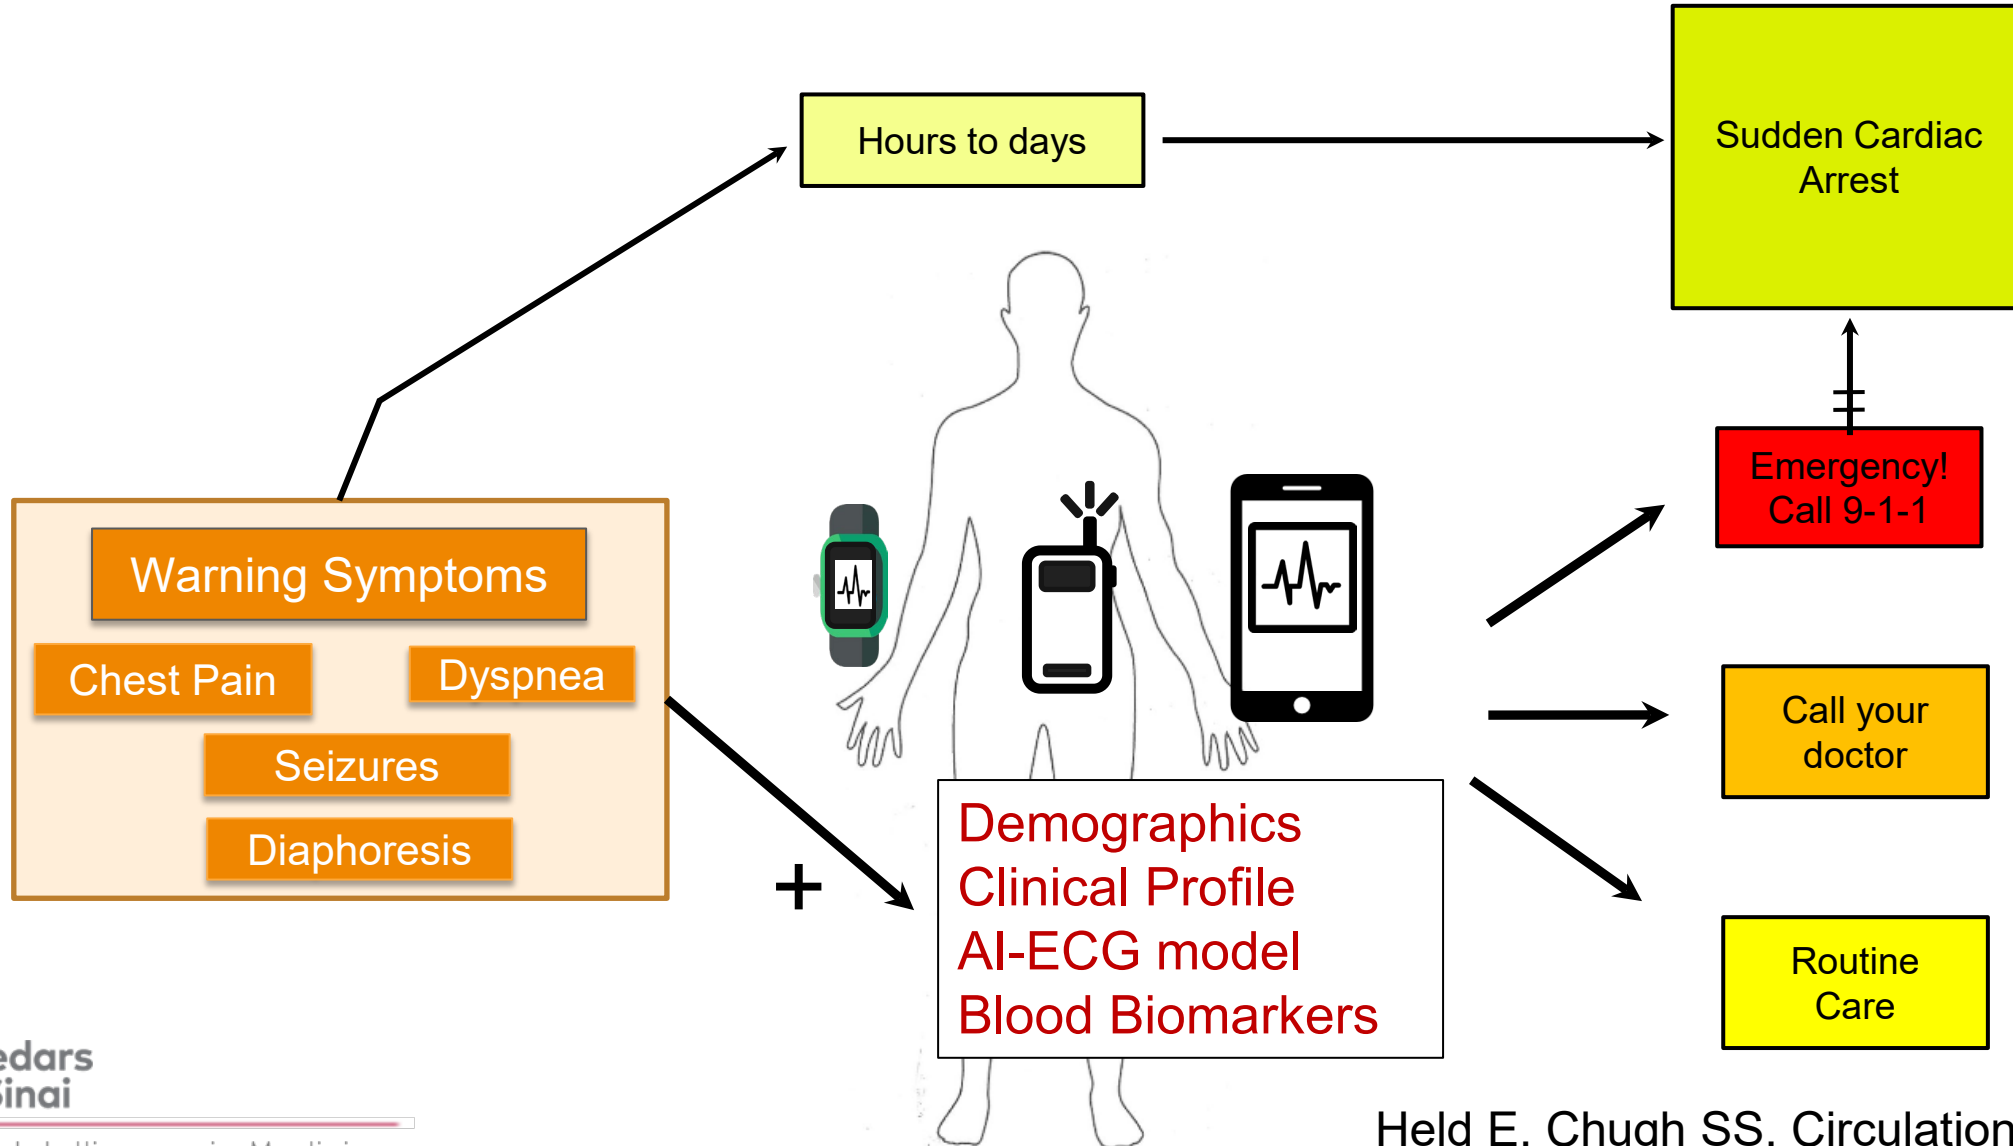 Hours to days
Sudden Cardiac
Arrest
Emergency!
Call 9-1-1
Warning Symptoms
Chest Pain
Dyspnea
Seizures
Diaphoresis
+
Demographics
Clinical Profile
AI-ECG model
Blood Biomarkers
Call your
doctor
Routine
Care
edars
Sinai
Held E, Chugh SS, Circulation